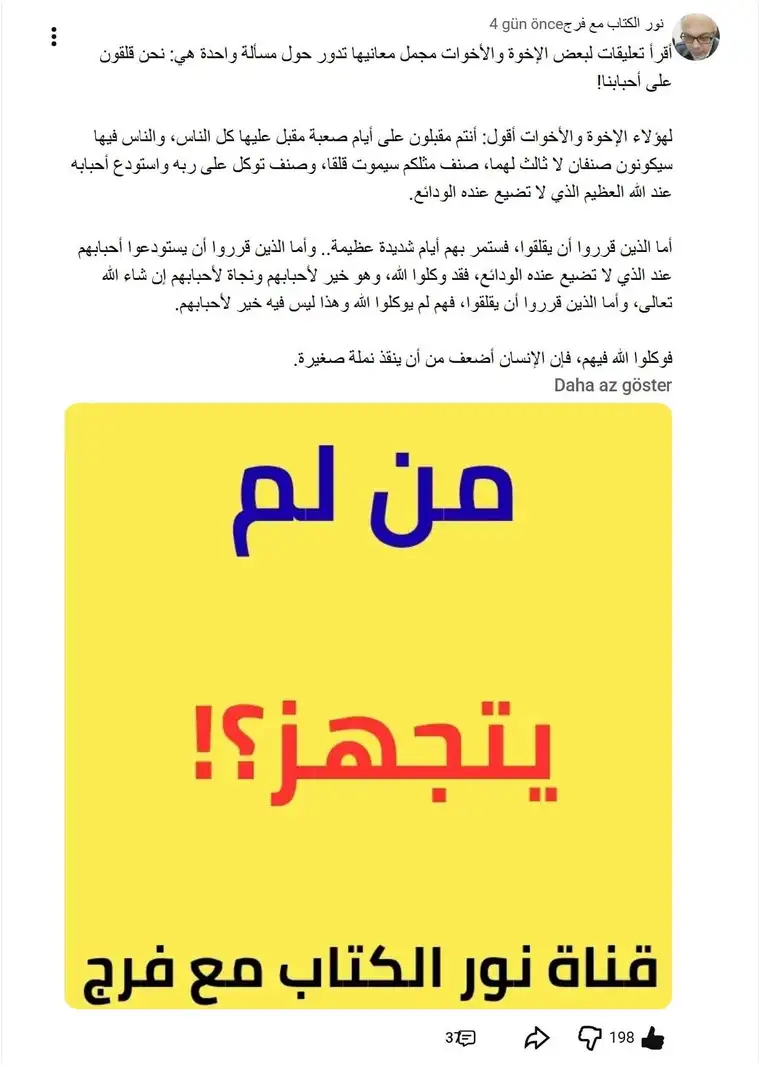 نور الكتاب مع فرج4 gün önce
أقرأ تعليقات لبعض الإخوة والأخوات مجمل معانيها تدور حول مسألة واحدة هي: نحن قلقون
على أحبابنا!
لهؤلاء الإخوة والأخوات أقول: أنتم مقبلون على أيام صعبة مقبل عليها كل الناس، والناس فيها
سيكونون صنفان لا ثالث لهما، صنف مثلكم سيموت قلقا، وصنف توكل على ربه واستودع أحبابه
عند الله العظيم الذي لا تضيع عنده الودائع.
أما الذين قرروا أن يقلقوا، فستمر بهم أيام شديدة عظيمة.. وأما الذين قرروا أن يستودعوا أحبابهم
عند الذي لا تضيع عنده الودائع، فقد وكلوا الله، وهو خير لأحبابهم ونجاة لأحبابهم إن شاء الله
تعالى، وأما الذين قرروا أن يقلقوا، فهم لم يوكلوا الله وهذا ليس فيه خير لأحبابهم.
فوكلوا الله فيهم، فإن الإنسان أضعف من أن ينقذ نملة صغيرة.
Daha az göster
من لم
يتجهز؟!
قناة نور الكتاب مع فرج
198
37